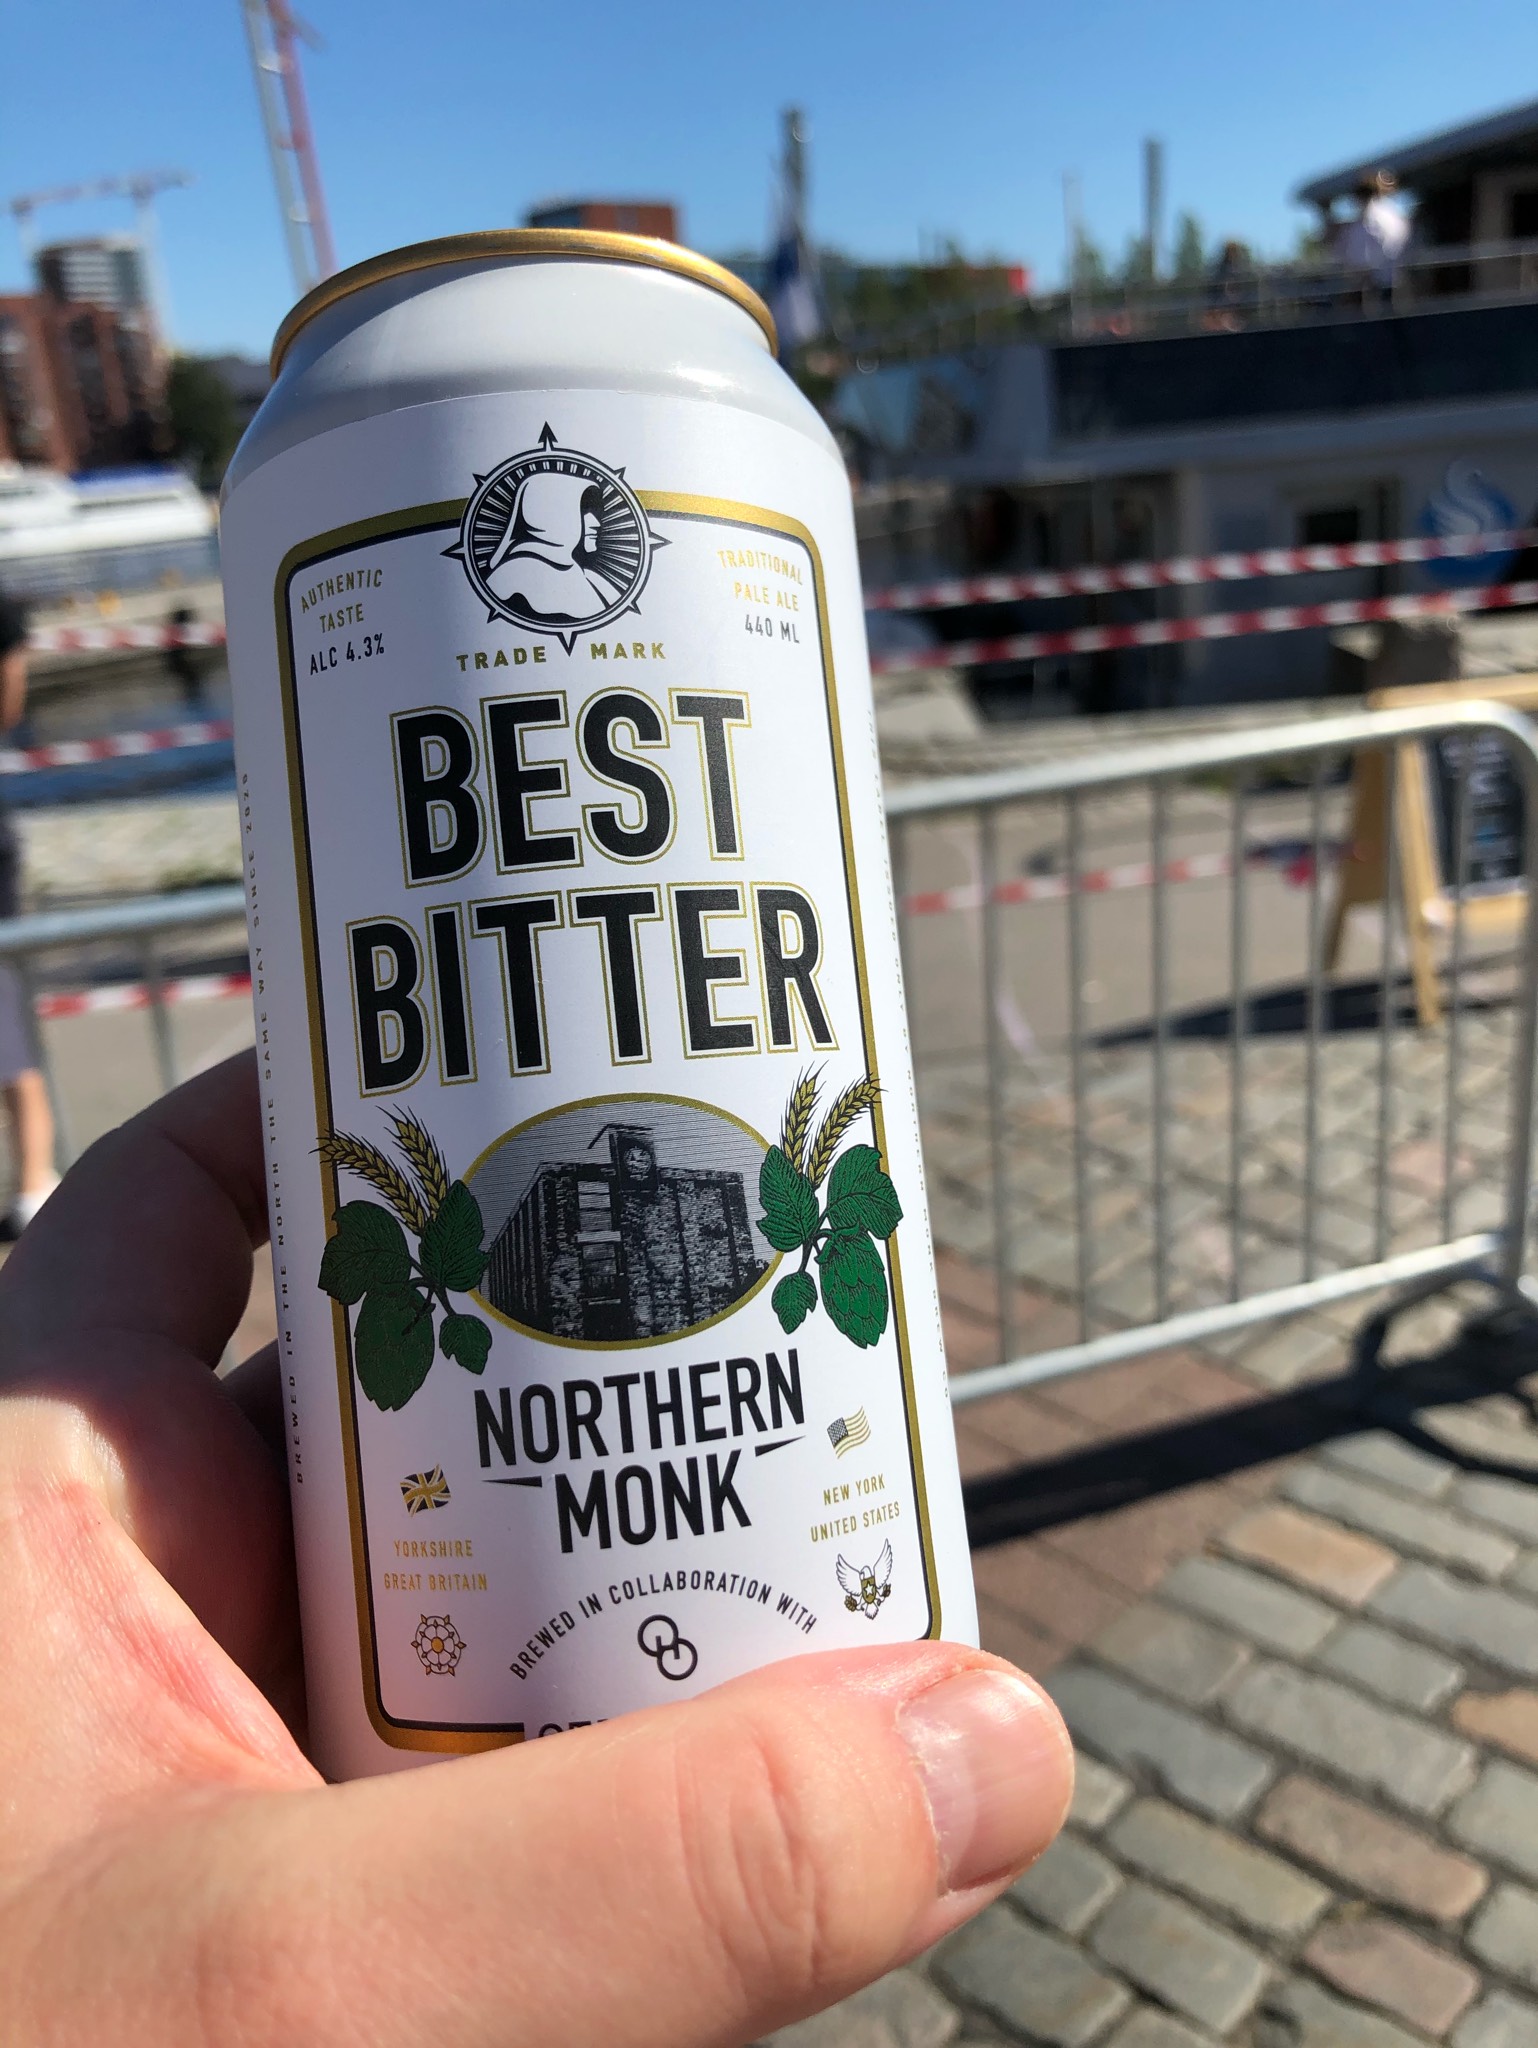 AUTHENTIC
TASTE
ALC 4.3%
TRADITIONAL
PALE ALE
440 ML
TRADE MARK
BEST
BITTER
NORTHERN
MONK
YORKSHIRE
GREAT BRITAIN
NEW YORK
UNITED STATES
BREWED IN COLLABORATION WITH
BREWED IN THE NORTH THE SAME WAY SINCE 2020